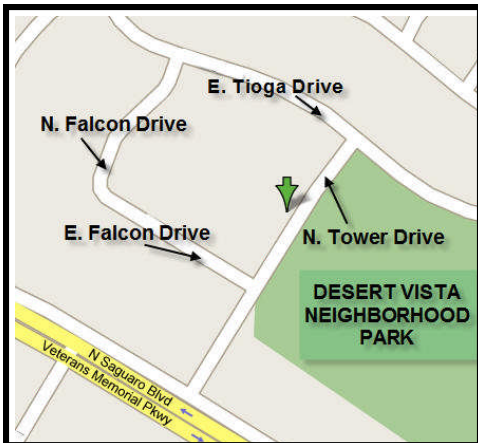 E. Tioga Drive
N. Falcon Drive
E. Falcon Drive
N. Tower Drive
DESERT VISTA
NEIGHBORHOOD
PARK
N Saguaro Blvd
Veterans Memorial Pkwy